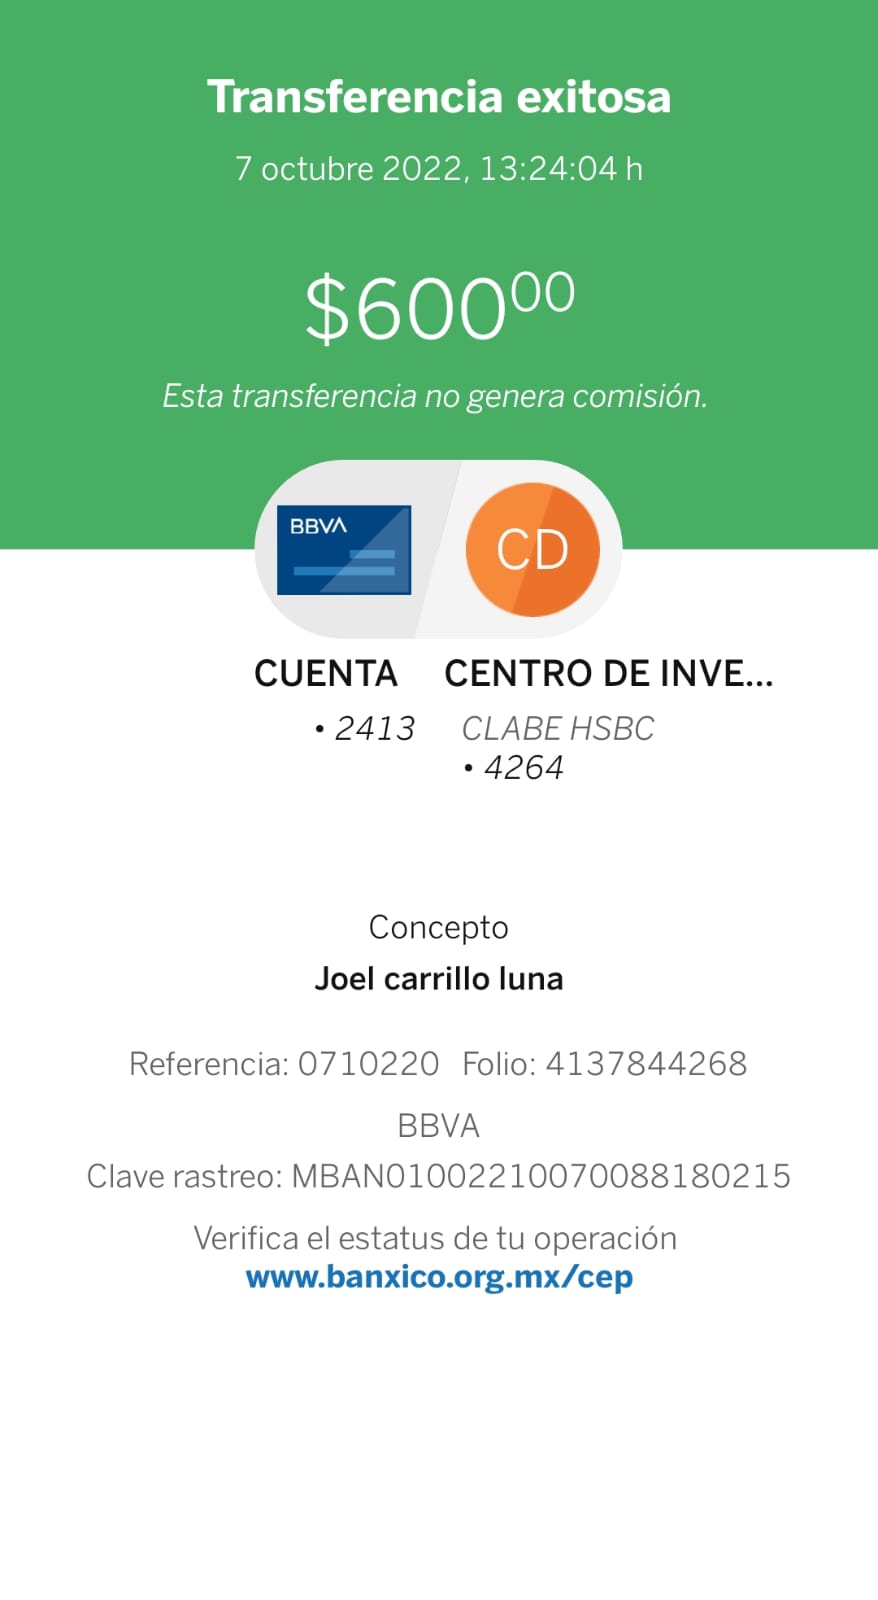 Transferencia exitosa
7 octubre 2022, 13:24:04 h
$600⁰⁰
Esta transferencia no genera comisión.
BBVA
CD
CUENTA
• 2413
CENTRO DE INVE...
CLABE HSBC
• 4264
Concepto
Joel carrillo luna
Referencia: 0710220 Folio: 4137844268
BBVA
Clave rastreo: MBAN01002210070088180215
Verifica el estatus de tu operación
www.banxico.org.mx/cep